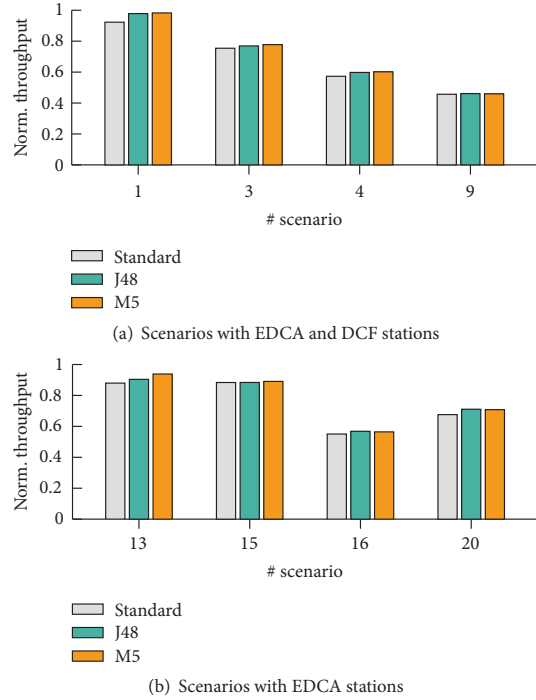 Norm. throughput
1
0.8
0.6
0.4
0.8
0
1
3
4
9
# scenario
Standard
J48
M5
(a) Scenarios with EDCA and DCF stations
Norm. throughput
1
0.8
0.6
0.4
0.2
0
13
15
16
20
# scenario
Standard
J48
M5
(b) Scenarios with EDCA stations